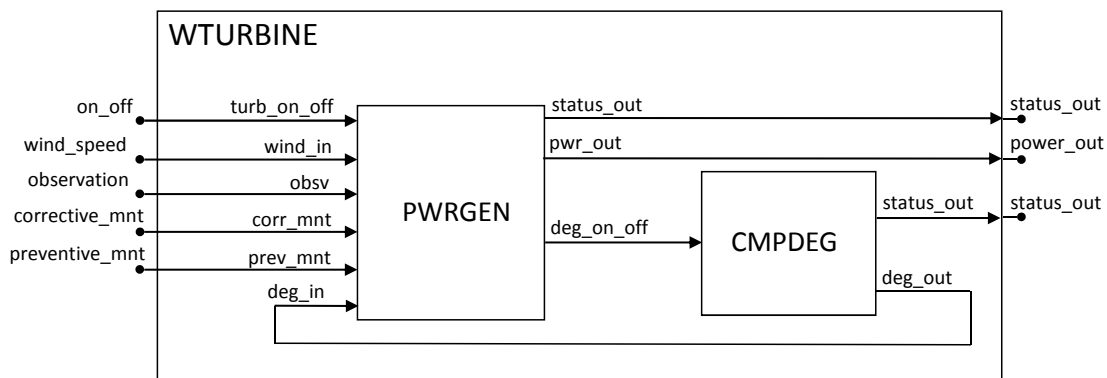 WTURBINE
on_off
turb_on_off
status_out
status_out
wind_speed
wind_in
pwr_out
power_out
observation
obsv
PWRGEN
corrective_mnt
corr_mnt
deg_on_off
CMPDEG
status_out
status_out
preventive_mnt
prev_mnt
deg_in
deg_out